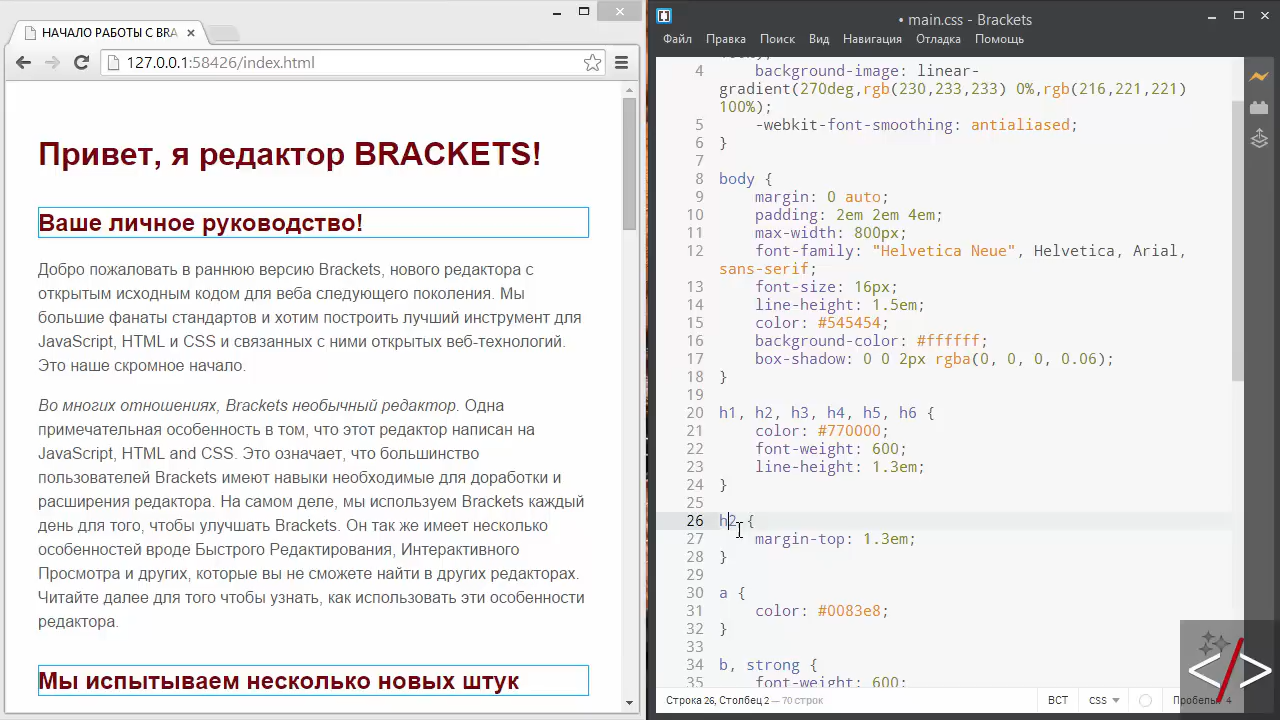 НАЧАЛО РАБОТЫ С BRA
127.0.0.1:58426/index.html
Привет, я редактор BRACKETS!
Ваше личное руководство!
Добро пожаловать в раннюю версию Brackets, нового редактора с
открытым исходным кодом для веба следующего поколения. Мы
большие фанаты стандартов и хотим построить лучший инструмент для
JavaScript, HTML и CSS и связенных с ними открытых веб-технологий.
Это наше скромное начало.
Во многих отношениях, Brackets необычный редактор. Одна
примечательная особенность в том, что этот редактор написан на
JavaScript, HTML and CSS. Это означает, что большинство
пользователей Brackets имеют навыки необходимые для доработки и
расширения редактора. На самом деле, мы используем Brackets каждый
день для того, чтобы улучшать Brackets. Он так же имеет несколько
особенностей вроде Быстрого Редактирования, Интерактивного
Просмотра и других, которые вы не сможете найти в других редакторах.
Читайте далее для того чтобы узнать, как использовать эти особенности
редактора.
Мы испытываем несколько новых штук
• main.css - Brackets
Файл Правка Поиск Вид Навигация Отладка Помощь
4 background-image: linear-
gradient(270deg,rgb(230,233,233) 0%,rgb(216,221,221)
100%);
5 -webkit-font-smoothing: antialiased;
6 }
7
8 body {
9 margin: 0 auto;
10 padding: 2em 2em 4em;
11 max-width: 800px;
12 font-family: "Helvetica Neue", Helvetica, Arial,
sans-serif;
13 font-size: 16px;
14 line-height: 1.5em;
15 color: #545454;
16 background-color: #ffffff;
17 box-shadow: 0 0 2px rgba(0, 0, 0, 0.06);
18 }
19
20 h1, h2, h3, h4, h5, h6 {
21 color: #770000;
22 font-weight: 600;
23 line-height: 1.3em;
24 }
25
26 h2 {
27 margin-top: 1.3em;
28 }
29
30 a {
31 color: #0083e8;
32 }
33
34 b, strong {
35 font-weight: 600;
Строка 26, Столбец 2 — 70 строк ВСТ CSS Пробелы 4